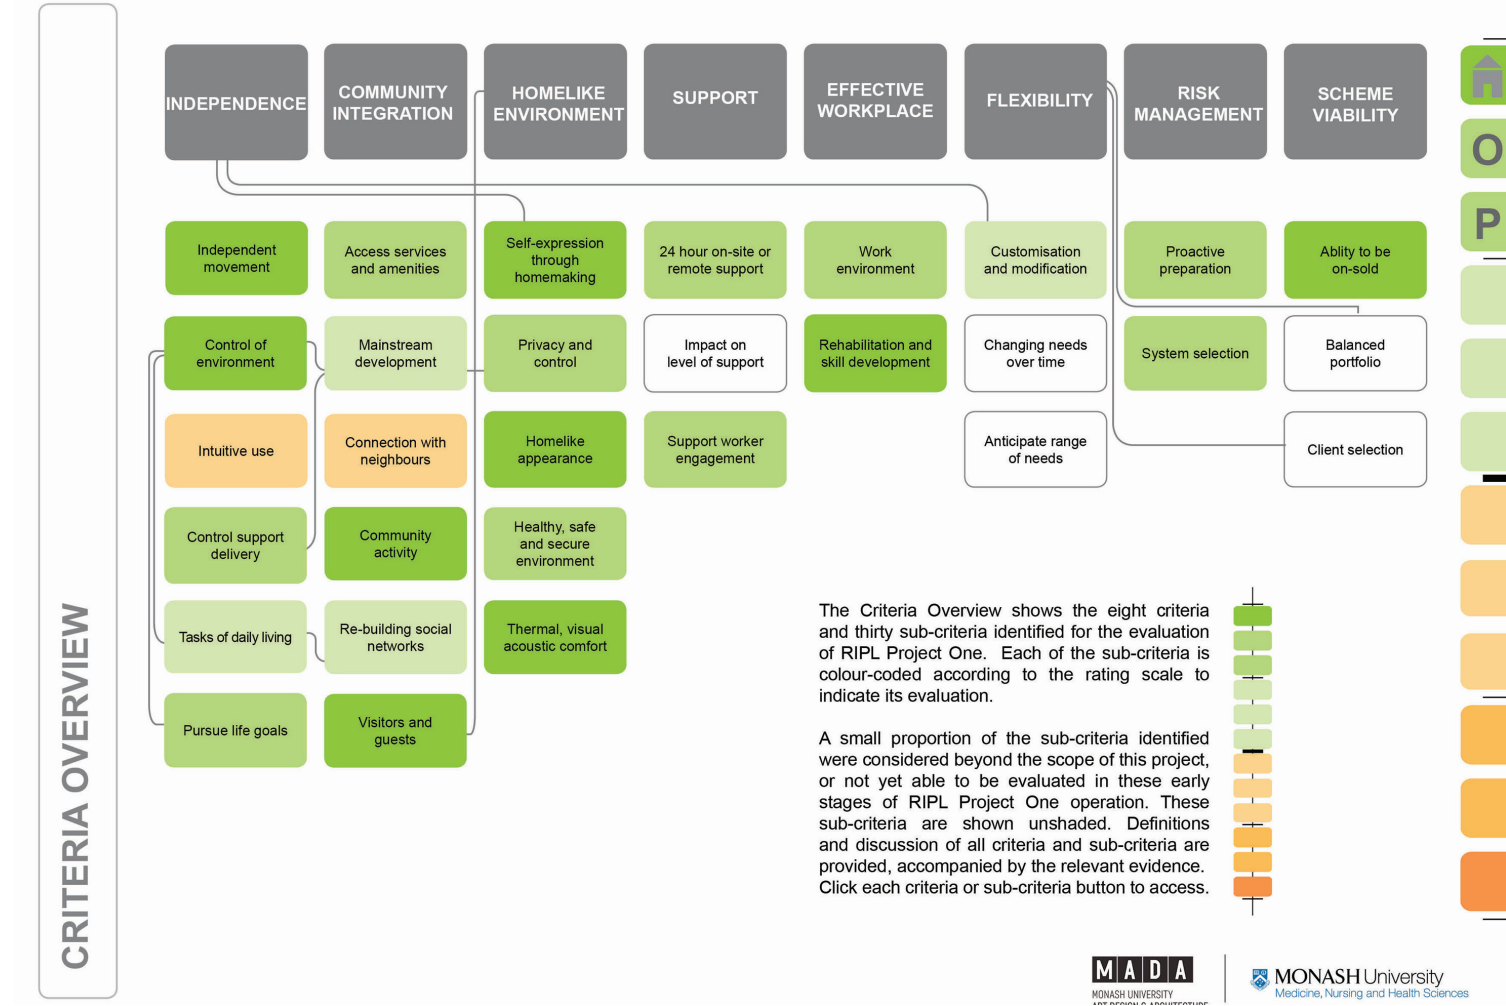 CRITERIA OVERVIEW
INDEPENDENCE
COMMUNITY
INTEGRATION
HOMELIKE
ENVIRONMENT
SUPPORT
EFFECTIVE
WORKPLACE
FLEXIBILITY
RISK
MANAGEMENT
SCHEME
VIABILITY
O
P
Independent
movement
Access services
and amenities
Self-expression
through
homemaking
24 hour on-site or
remote support
Work
environment
Customisation
and modification
Proactive
preparation
Ablity to be
on-sold
Control of
environment
Mainstream
development
Privacy and
control
Impact on
level of support
Rehabilitation and
skill development
Changing needs
over time
System selection
Balanced
portfolio
Intuitive use
Connection with
neighbours
Homelike
appearance
Support worker
engagement
Anticipate range
of needs
Client selection
Control support
delivery
Community
activity
Healthy, safe
and secure
environment
Tasks of daily living
Re-building social
networks
Thermal, visual
acoustic comfort
Pursue life goals
Visitors and
guests
The Criteria Overview shows the eight criteria
and thirty sub-criteria identified for the evaluation
of RIPL Project One. Each of the sub-criteria is
colour-coded according to the rating scale to
indicate its evaluation.
A small proportion of the sub-criteria identified
were considered beyond the scope of this project,
or not yet able to be evaluated in these early
stages of RIPL Project One operation. These
sub-criteria are shown unshaded. Definitions
and discussion of all criteria and sub-criteria are
provided, accompanied by the relevant evidence.
Click each criteria or sub-criteria button to access.
MADA
MONASH UNIVERSITY
ART DESIGN & ARCHITECTURE
MONASH University
Medicine, Nursing and Health Sciences